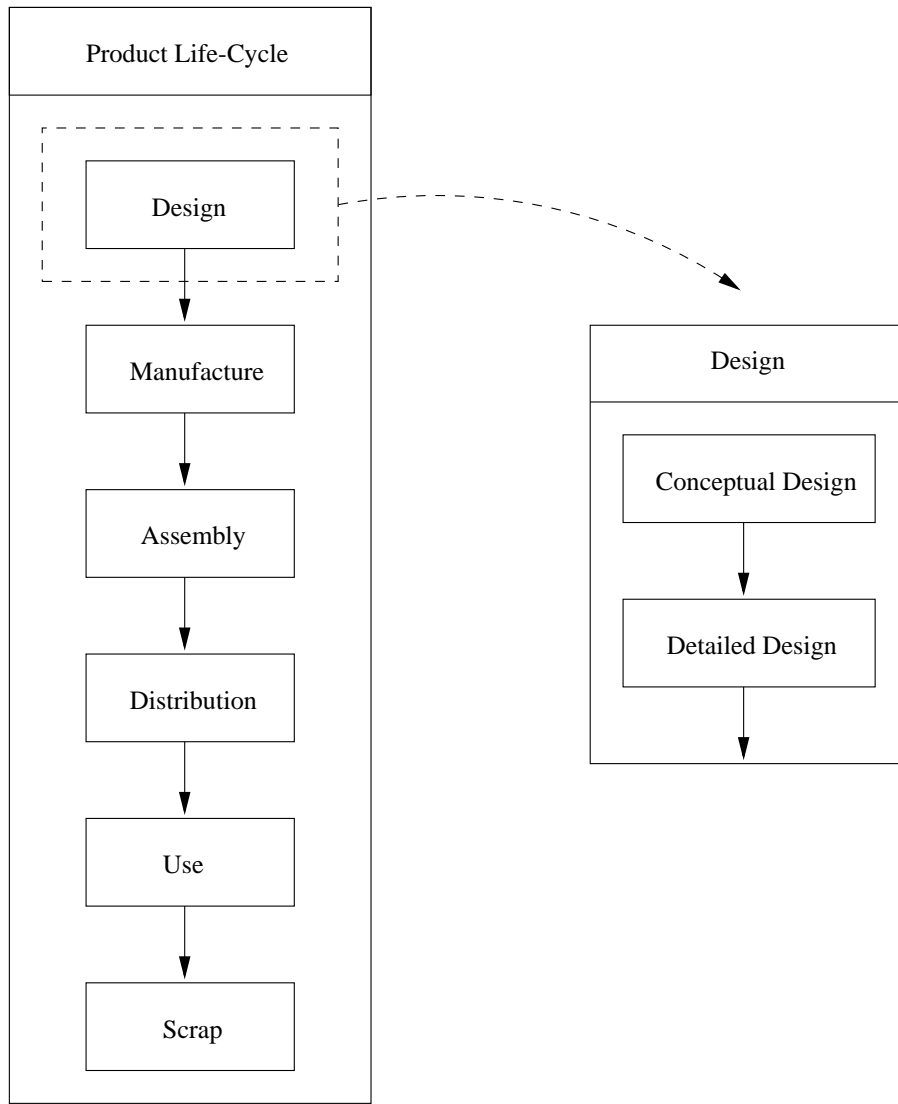 Product Life-Cycle
Design
Manufacture
Assembly
Distribution
Use
Scrap
Design
Conceptual Design
Detailed Design